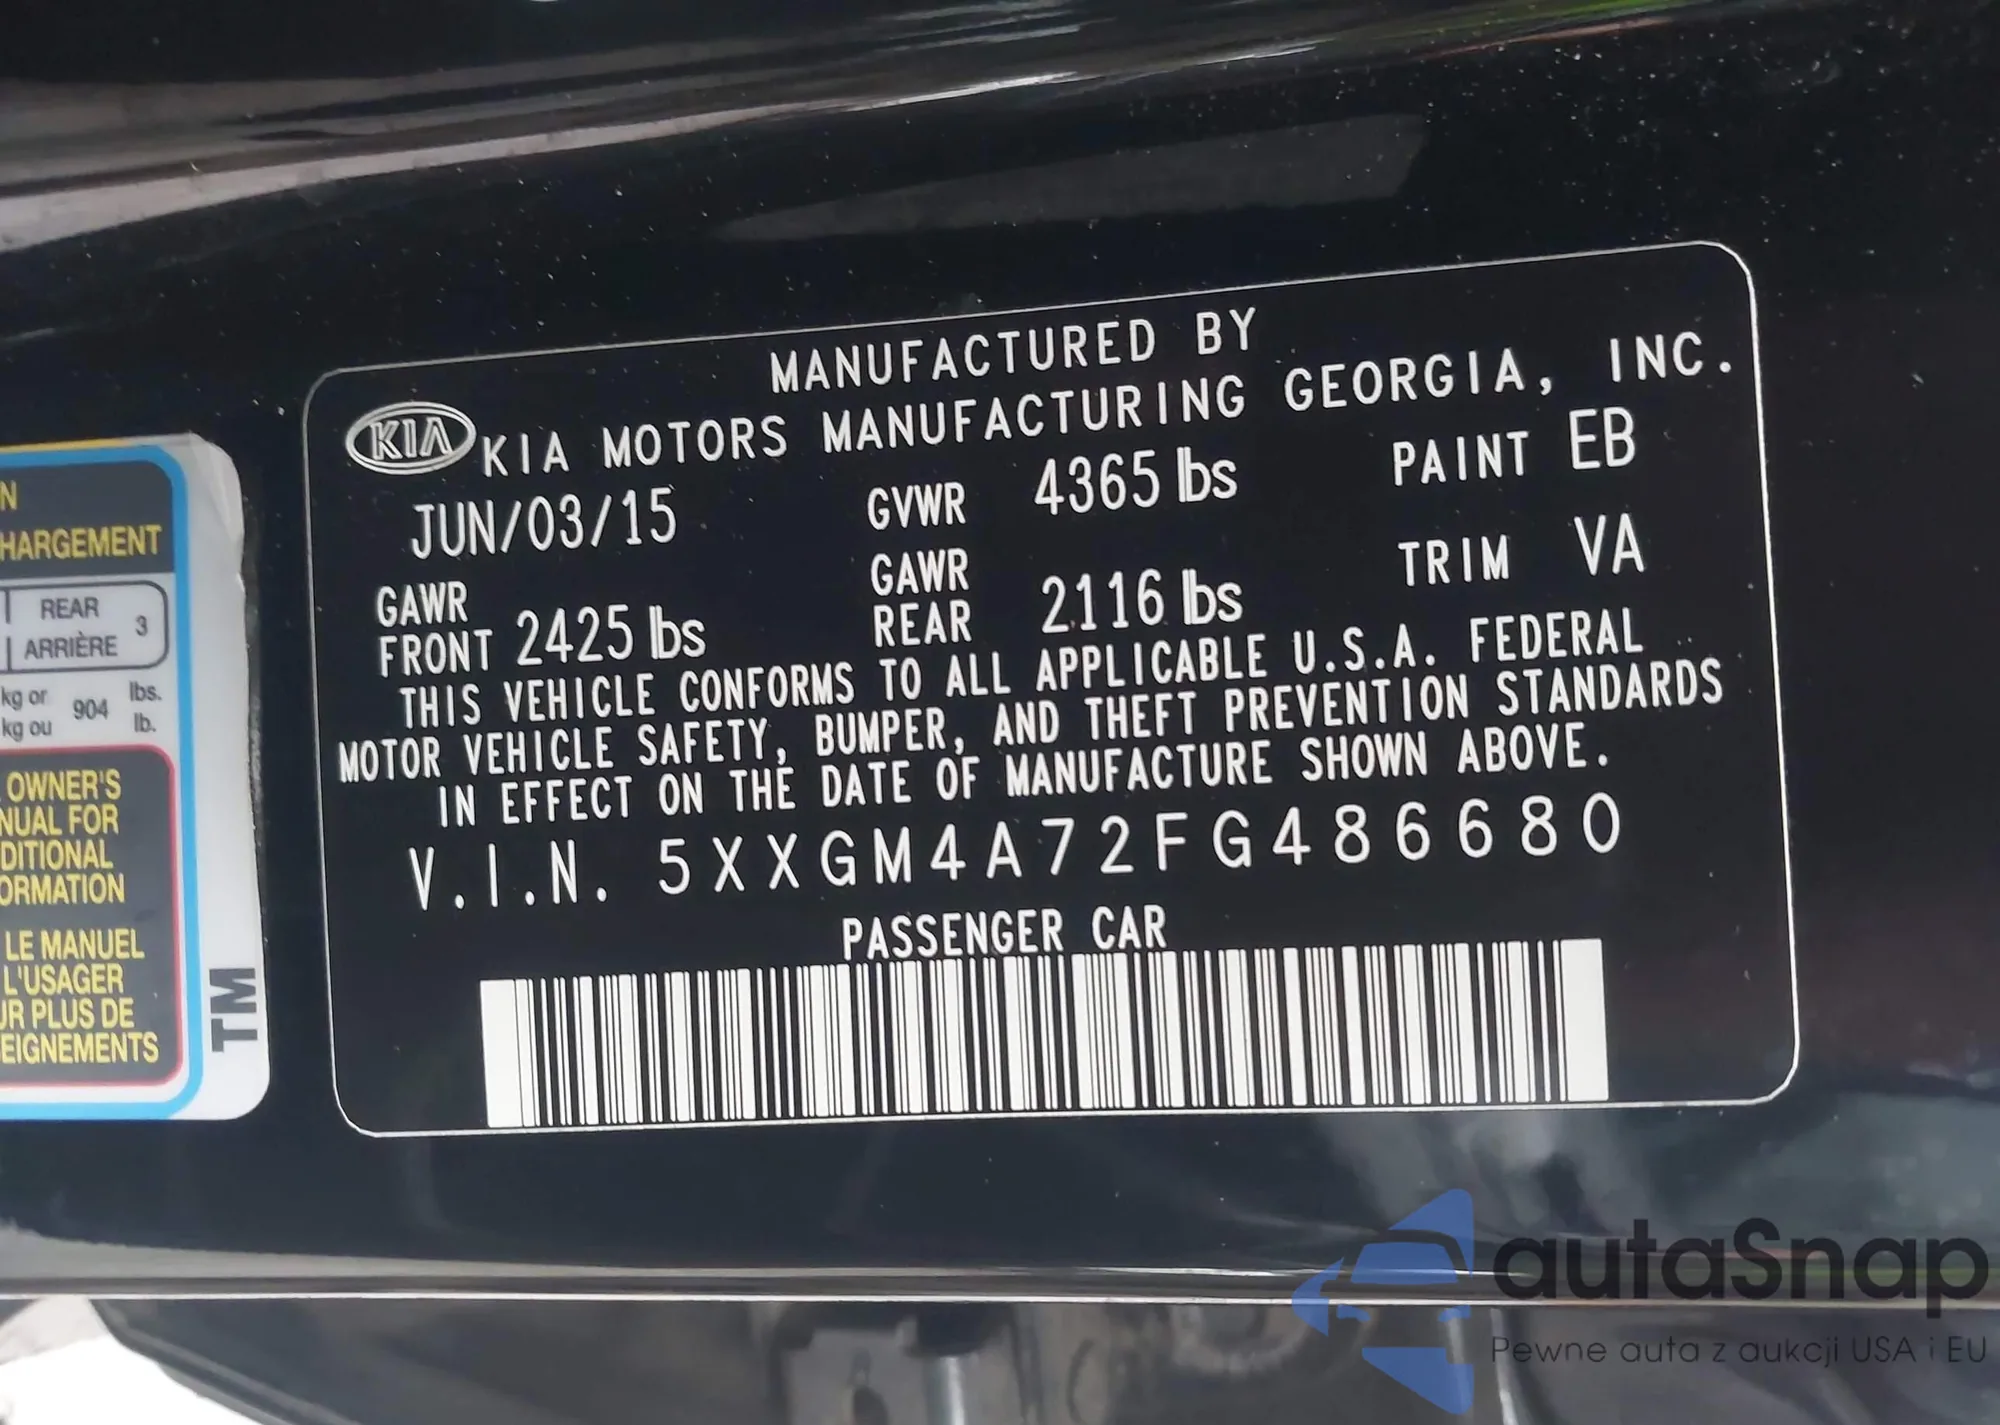 MANUFACTURED BY
KIA KIA MOTORS MANUFACTURING GEORGIA, INC.
JUN/03/15 GVWR 4365 lbs PAINT EB
GAWR FRONT 2425 lbs GAWR REAR 2116 lbs TRIM VA
THIS VEHICLE CONFORMS TO ALL APPLICABLE U.S.A. FEDERAL
MOTOR VEHICLE SAFETY, BUMPER, AND THEFT PREVENTION STANDARDS
IN EFFECT ON THE DATE OF MANUFACTURE SHOWN ABOVE.
V.I.N. 5XXGM4A72FG486680
PASSENGER CAR
N
HARGEMENT
REAR
ARRIÈRE 3
kg or 904 lbs.
kg ou lb.
OWNER'S
NUAL FOR
DITIONAL
ORMATION
LE MANUEL
L'USAGER
UR PLUS DE
EIGNEMENTS
TM
autaSnap
Pewne auta z aukcji USA i EU